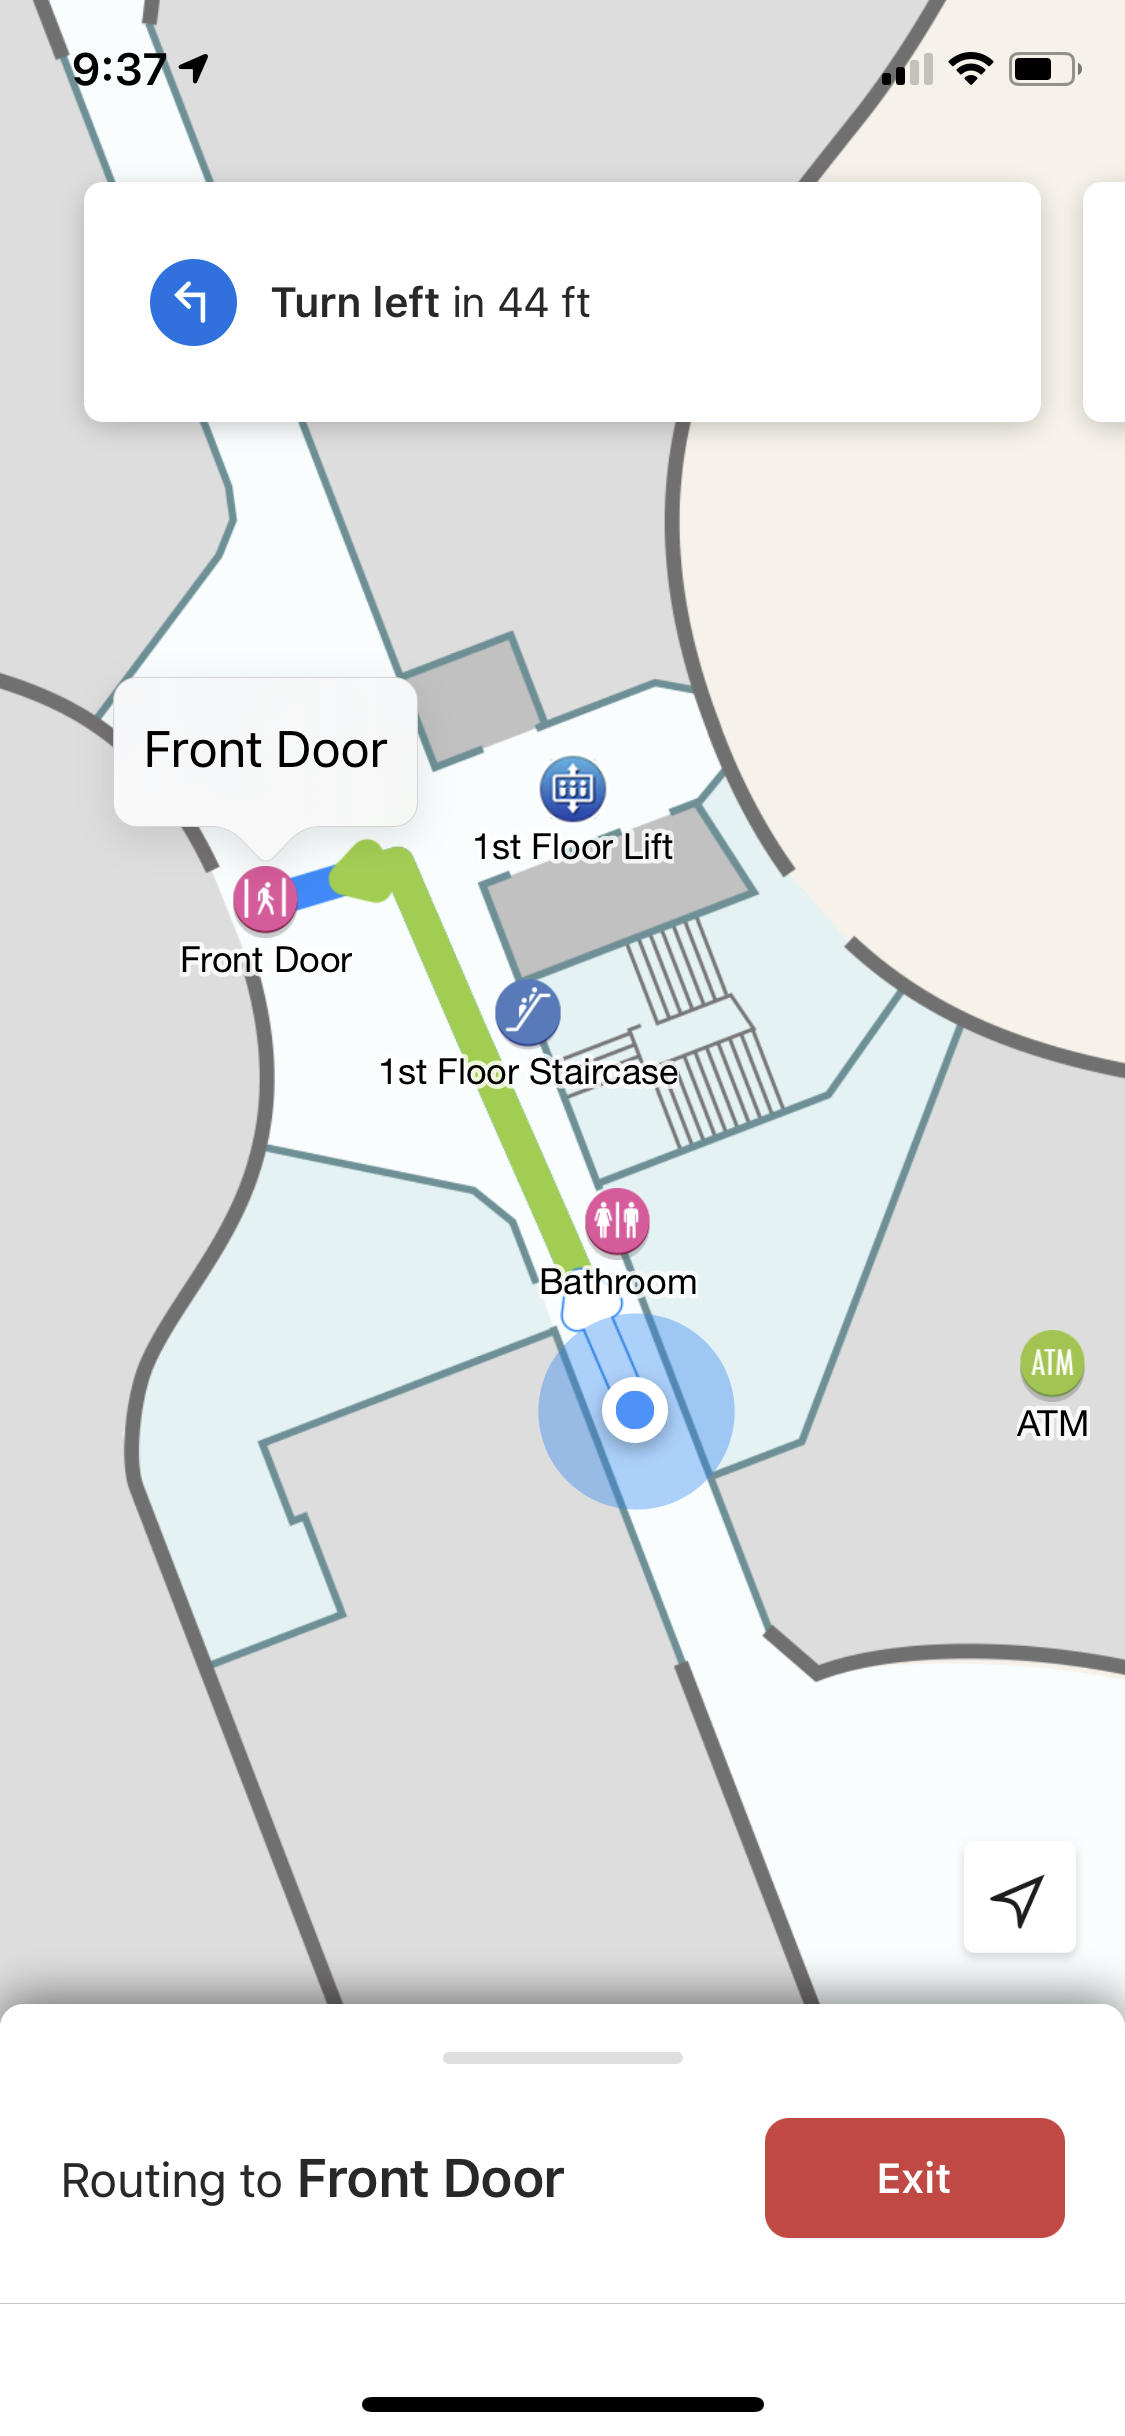 9:37
Turn left in 44 ft
Front Door
1st Floor Lift
Front Door
1st Floor Staircase
Bathroom
ATM
ATM
Routing to Front Door
Exit